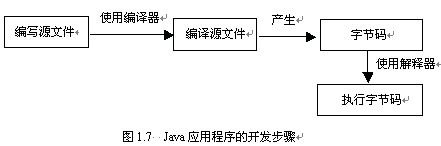 编写源文件
使用编译器
编译源文件
产生
字节码
使用解释器
执行字节码
图 1.7 Java 应用程序的开发步骤